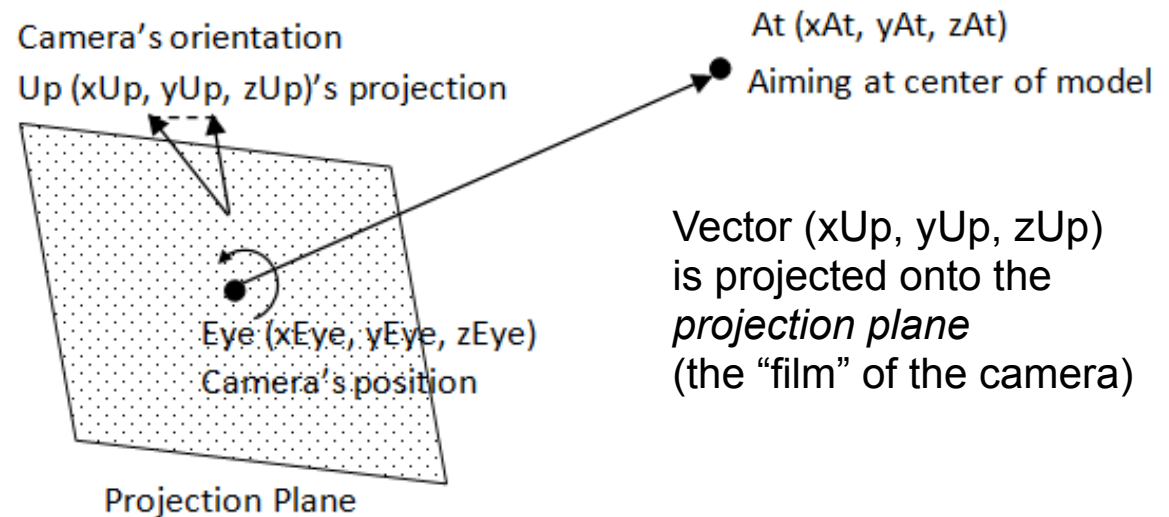 Camera's orientation
Up (xUp, yUp, zUp)'s projection
At (xAt, yAt, zAt)
Aiming at center of model
Vector (xUp, yUp, zUp)
is projected onto the
projection plane
(the “film” of the camera)
Eye (xEye, yEye, zEye)
Camera's position
Projection Plane